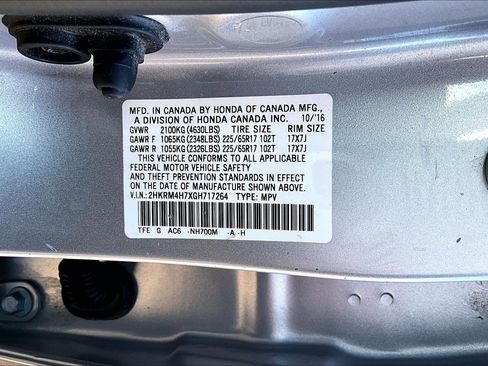 MFD. IN CANADA BY HONDA OF CANADA MFG.,
A DIVISION OF HONDA CANADA INC. 10/'16
GVWR 2100KG(4630LBS) TIRE SIZE RIM SIZE
GAWR F 1065KG(2348LBS) 225/65R17 102T 17X7J
GAWR R 1055KG(2326LBS) 225/65R17 102T 17X7J
THIS VEHICLE CONFORMS TO ALL APPLICABLE
FEDERAL MOTOR VEHICLE SAFETY
AND THEFT PREVENTION STANDARDS IN EFFECT
ON THE DATE OF MANUFACTURE SHOWN ABOVE.
V.I.N.: 2HKRM4H7XGH717264 TYPE: MPV
TFE G AC6 -NH700M -A -H